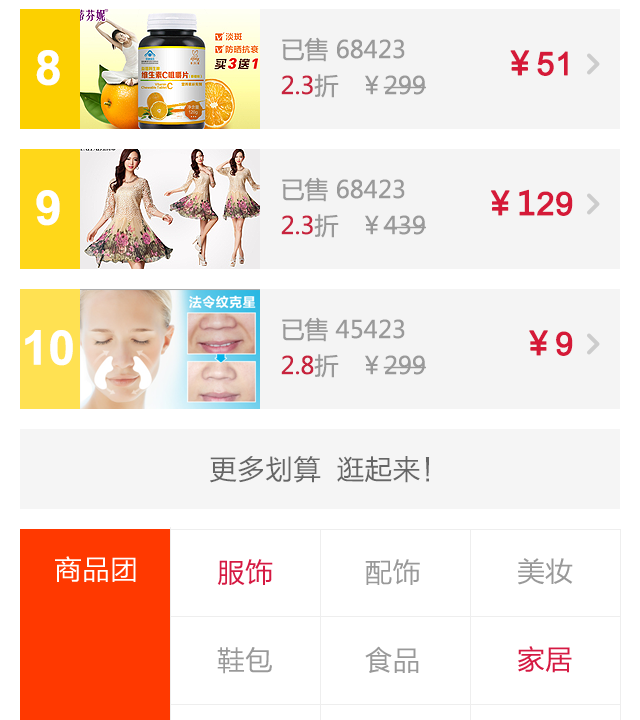 8
蒂芬妮®
淡斑
防晒抗衰
买3送1
维生素C咀嚼片
已售 68423
2.3折 ￥299
￥51
9
已售 68423
2.3折 ￥439
￥129
10
法令纹克星
已售 45423
2.8折 ￥299
￥9
更多划算 逛起来！
商品团
服饰
配饰
美妆
鞋包
食品
家居